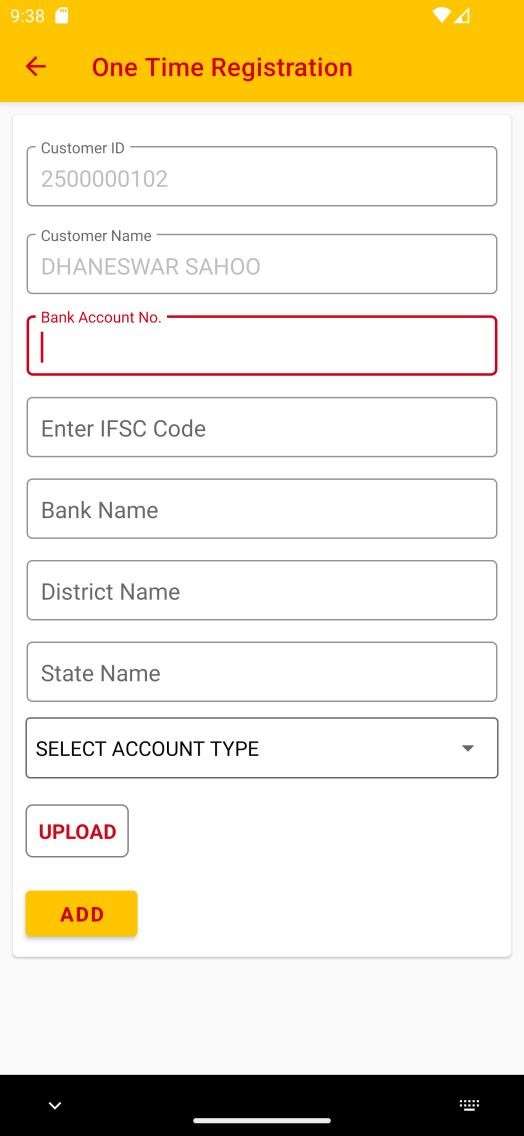 9:38
One Time Registration
Customer ID
2500000102
Customer Name
DHANESWAR SAHOO
Bank Account No.
Enter IFSC Code
Bank Name
District Name
State Name
SELECT ACCOUNT TYPE
UPLOAD
ADD